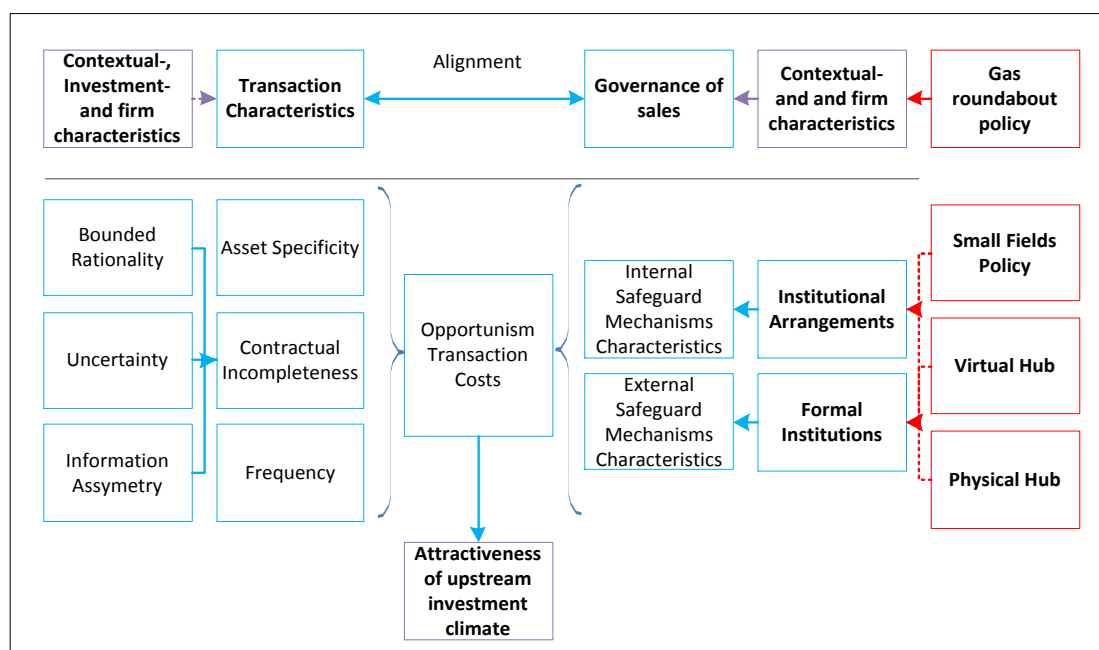 Contextual-,
Investment-
and firm
characteristics
Transaction
Characteristics
Alignment
Governance of
sales
Contextual-
and and firm
characteristics
Gas
roundabout
policy
Bounded
Rationality
Asset Specificity
Uncertainty
Contractual
Incompleteness
Information
Assymetry
Frequency
Opportunism
Transaction
Costs
Attractiveness
of upstream
investment
climate
Internal
Safeguard
Mechanisms
Characteristics
Institutional
Arrangements
External
Safeguard
Mechanisms
Characteristics
Formal
Institutions
Small Fields
Policy
Virtual Hub
Physical Hub